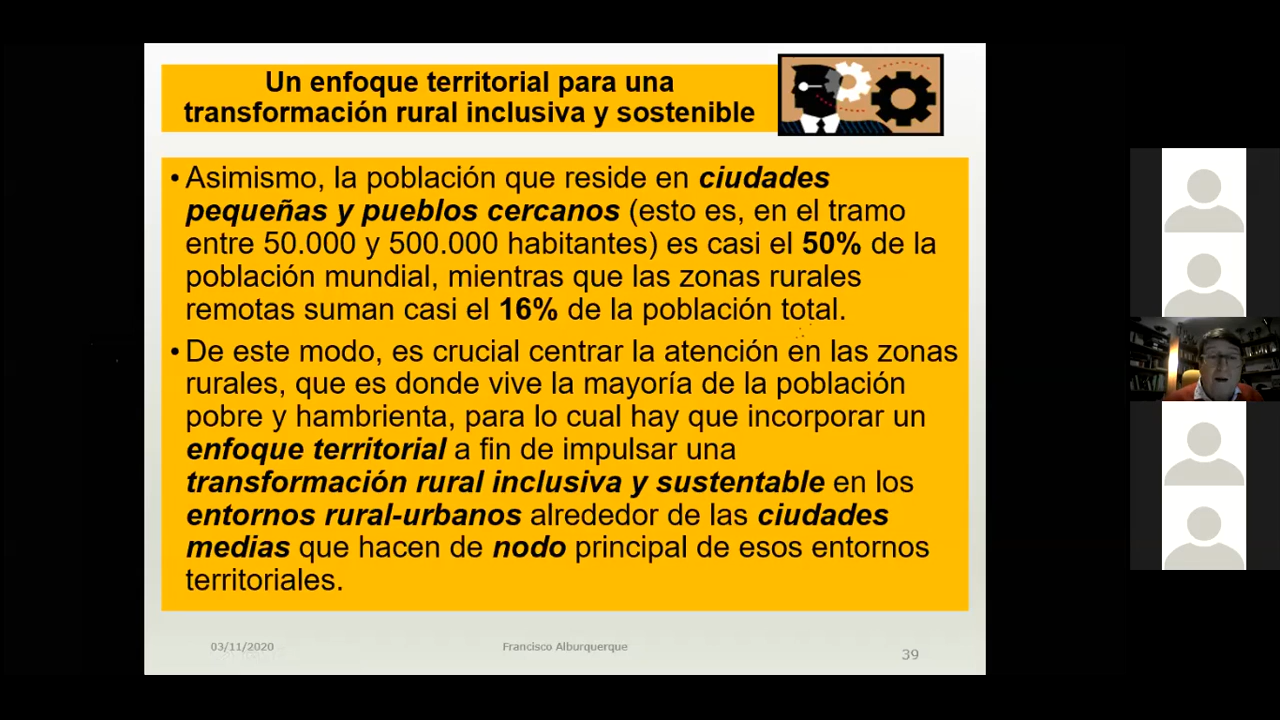 Un enfoque territorial para una
transformación rural inclusiva y sostenible
• Asimismo, la población que reside en ciudades
pequeñas y pueblos cercanos (esto es, en el tramo
entre 50.000 y 500.000 habitantes) es casi el 50% de la
población mundial, mientras que las zonas rurales
remotas suman casi el 16% de la población total.
• De este modo, es crucial centrar la atención en las zonas
rurales, que es donde vive la mayoría de la población
pobre y hambrienta, para lo cual hay que incorporar un
enfoque territorial a fin de impulsar una
transformación rural inclusiva y sustentable en los
entornos rural-urbanos alrededor de las ciudades
medias que hacen de nodo principal de esos entornos
territoriales.
03/11/2020
Francisco Alburquerque
39